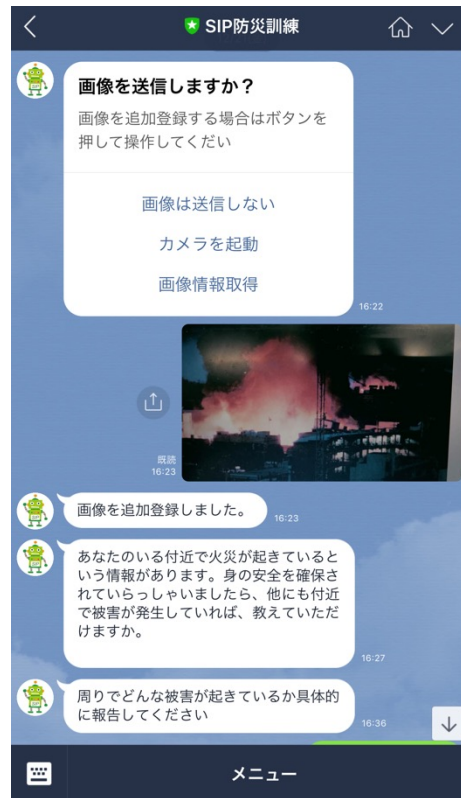 SIP防災訓練
画像を送信しますか？
画像を追加登録する場合はボタンを
押して操作してくだい
画像は送信しない
カメラを起動
画像情報取得
16:22
既読
16:23
画像を追加登録しました。
16:23
あなたのいる付近で火災が起きていると
いう情報があります。身の安全を確保さ
れていらっしゃいましたら、他にも付近
で被害が発生していれば、教えていただ
けますか。
16:27
周りでどんな被害が起きているか具体的
に報告してください
16:36
メニュー